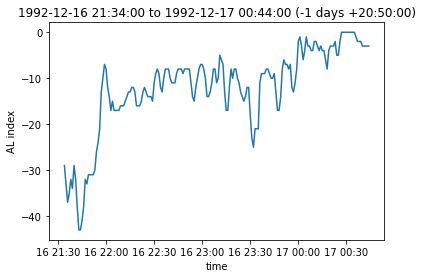 1992-12-16 21:34:00 to 1992-12-17 00:44:00 (-1 days +20:50:00)
0
−10
−20
−30
−40
AL index
16 21:30 16 22:00 16 22:30 16 23:00 16 23:30 17 00:00 17 00:30
time